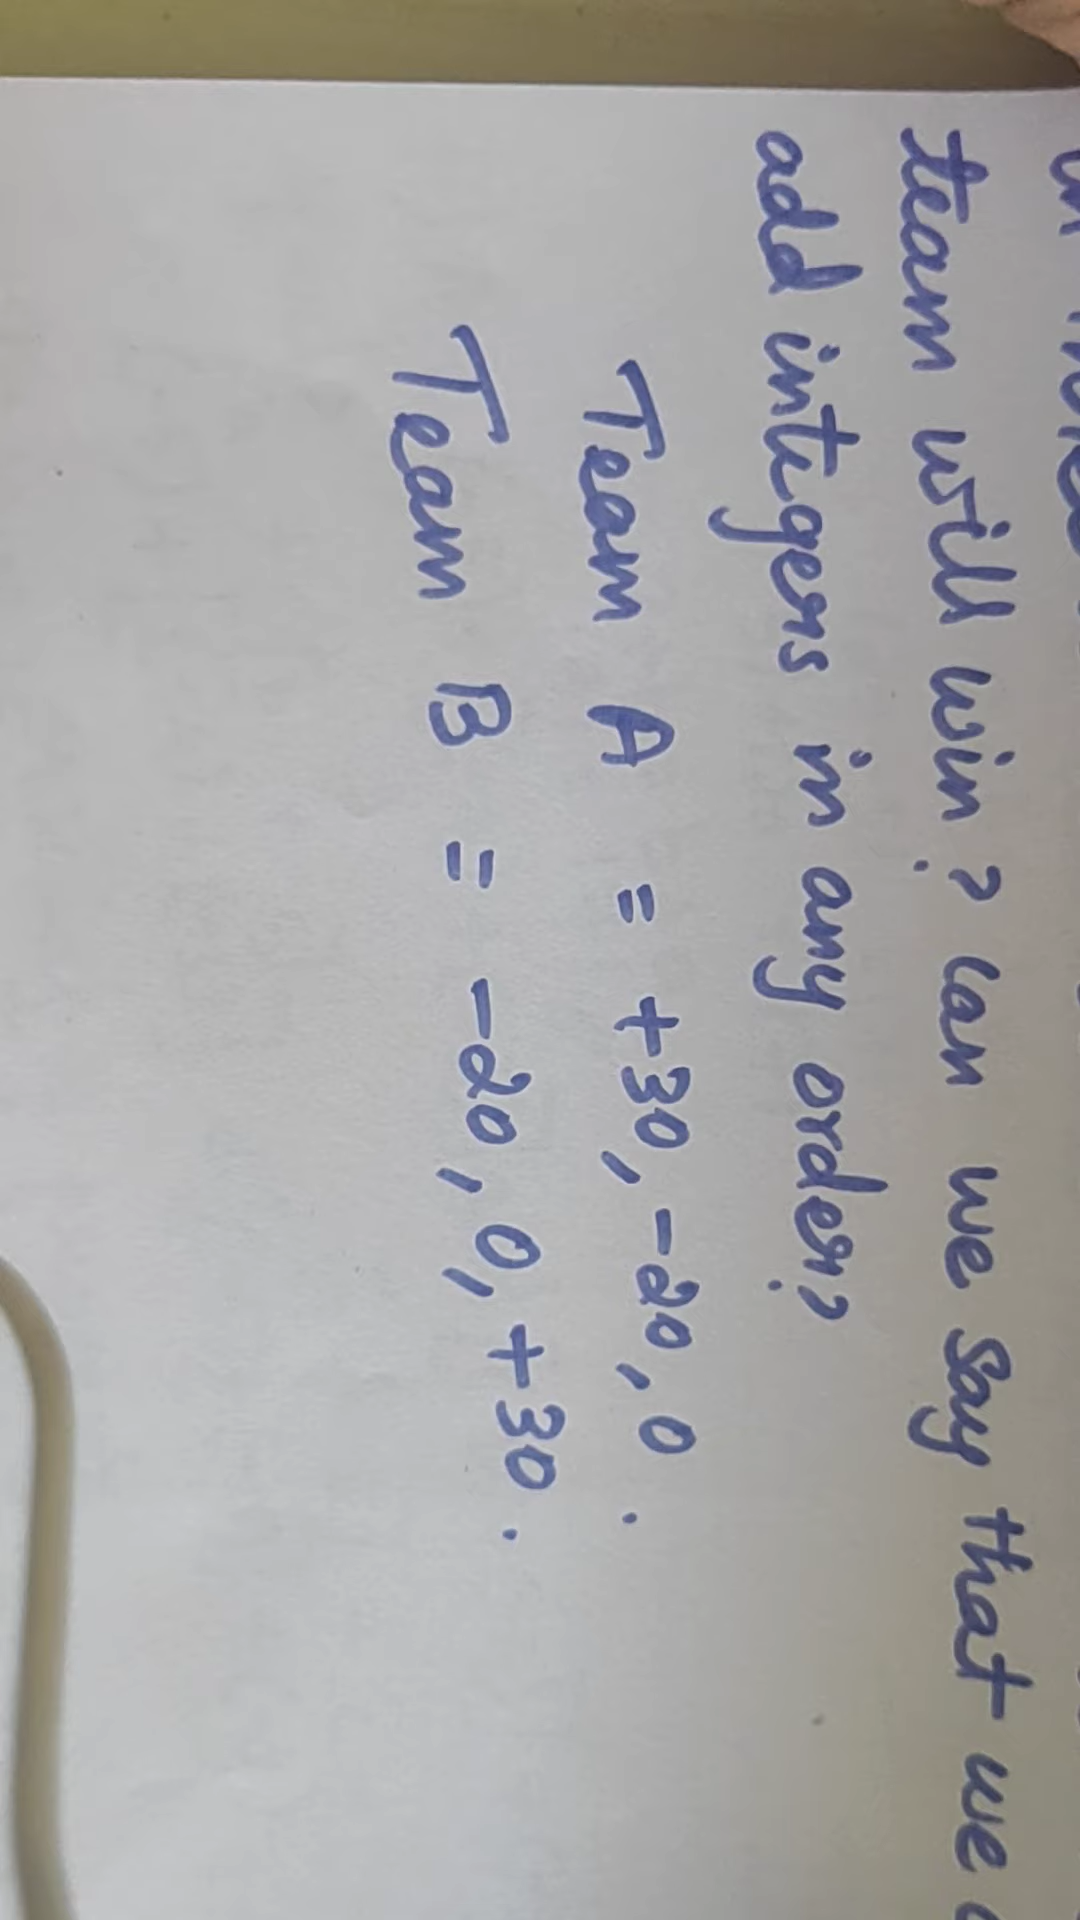 team will win? Can we say that we
add integers in any order?
Team A = +30, -20, 0.
Team B = -20, 0, +30.